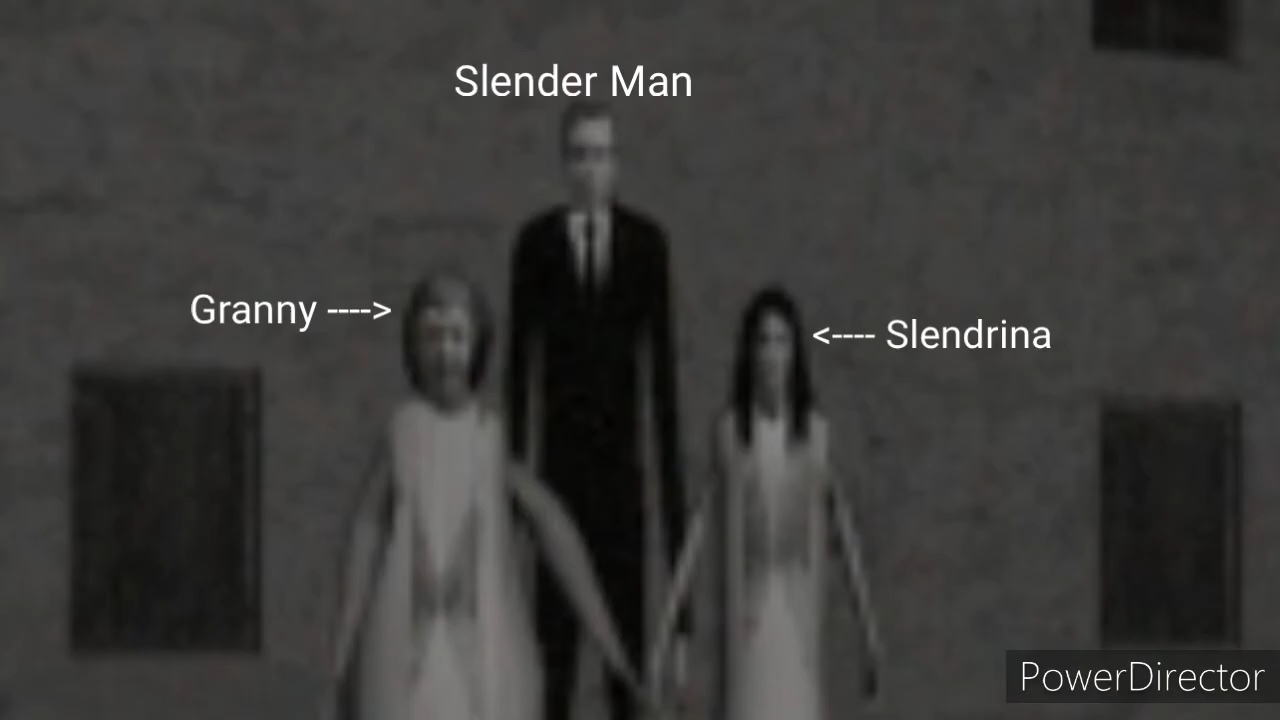 Slender Man
Granny ---->
<---- Slendrina
PowerDirector